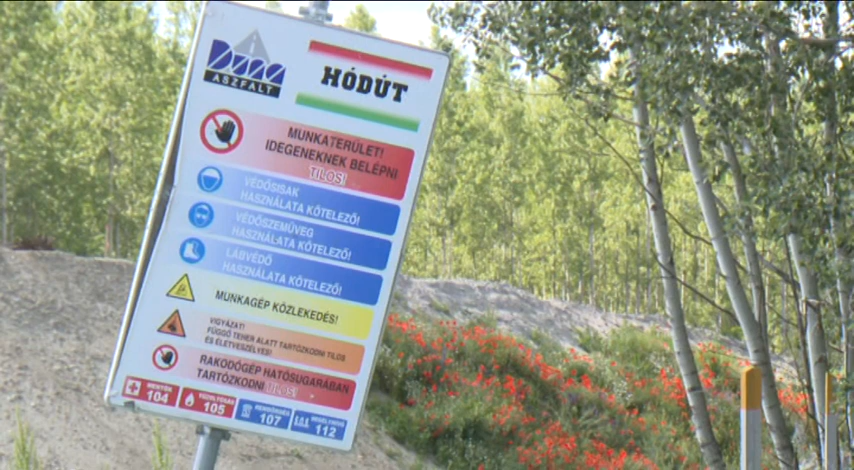 Duna
ASZFALT
HÓDÚT
MUNKATERÜLET!
IDEGENEKNEK BELÉPNI
TILOS!
VÉDŐSISAK
HASZNÁLATA KÖTELEZŐ!
VÉDŐSZEMÜVEG
HASZNÁLATA KÖTELEZŐ!
LÁBVÉDŐ
HASZNÁLATA KÖTELEZŐ!
MUNKAGÉP KÖZLEKEDÉS!
VIGYÁZAT!
FÜGGŐ TEHER ALATT TARTÓZKODNI TILOS
ÉS ÉLETVESZÉLYES!
RAKODÓGÉP HATÓSUGARÁBAN
TARTÓZKODNI TILOS!
MENTŐK
104
TŰZOLTÓSÁG
105
RENDŐRSÉG
107
SEGÉLYHÍVÓ
112